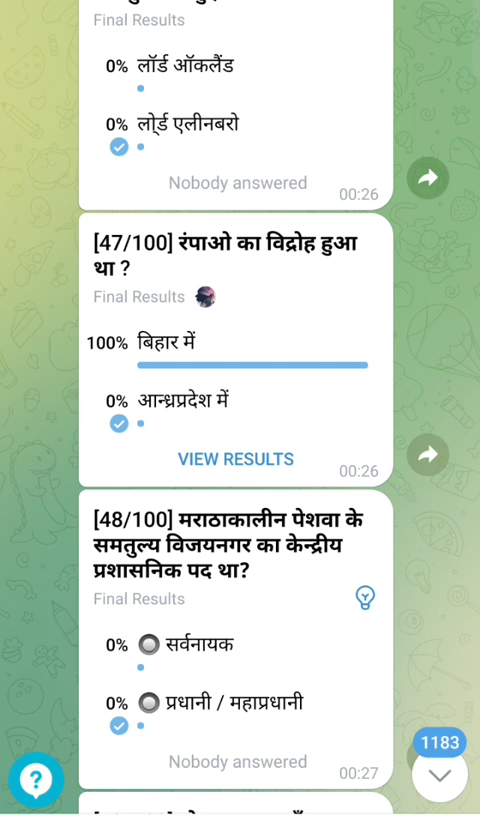 Final Results
0% लॉर्ड ऑकलैंड
0% लो्र्ड एलीनबरो
Nobody answered
00:26
[47/100] रंपाओ का विद्रोह हुआ
था ?
Final Results
100% बिहार में
0% आन्ध्रप्रदेश में
VIEW RESULTS
00:26
[48/100] मराठाकालीन पेशवा के
समतुल्य विजयनगर का केन्द्रीय
प्रशासनिक पद था?
Final Results
0% सर्वनायक
0% प्रधानी / महाप्रधानी
1183
Nobody answered
00:27
?